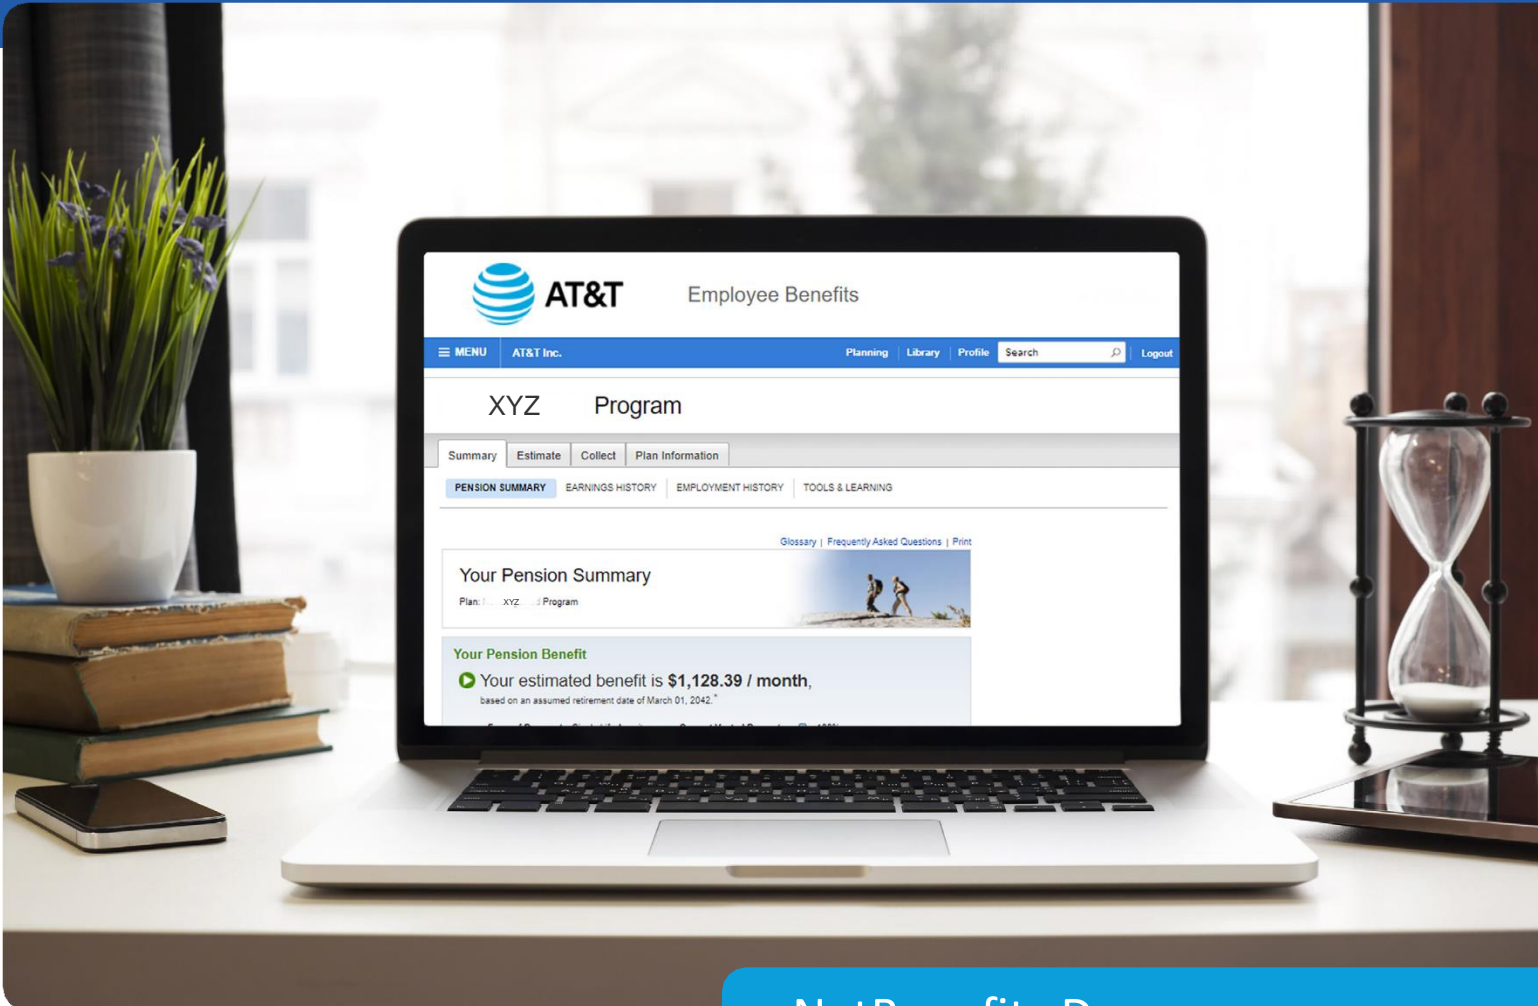 AT&T Employee Benefits
MENU AT&T Inc. Planning Library Profile Search Logout
XYZ Program
Summary Estimate Collect Plan Information
PENSION SUMMARY EARNINGS HISTORY EMPLOYMENT HISTORY TOOLS & LEARNING
Glossary | Frequently Asked Questions | Print
Your Pension Summary
Plan: XYZ Program
Your Pension Benefit
Your estimated benefit is $1,128.39 / month,
based on an assumed retirement date of March 01, 2042.*